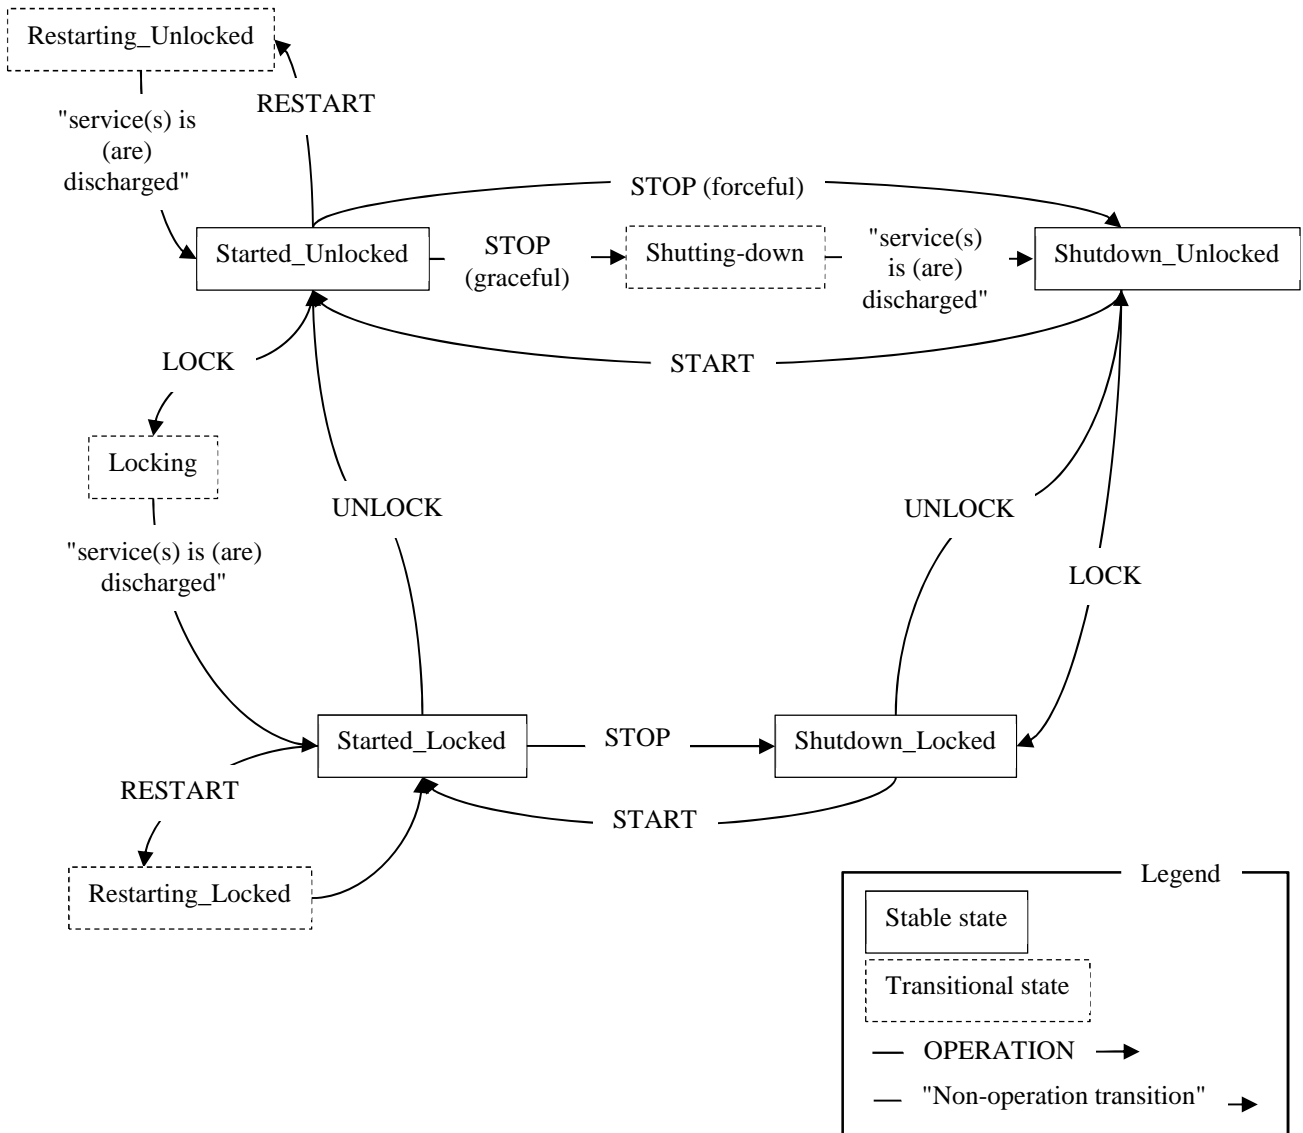 Restarting_Unlocked
RESTART
"service(s) is
(are)
discharged"
STOP (forceful)
Started_Unlocked
STOP
(graceful)
Shutting-down
"service(s)
is (are)
discharged"
Shutdown_Unlocked
LOCK
START
Locking
UNLOCK
UNLOCK
"service(s) is (are)
discharged"
LOCK
Started_Locked
STOP
Shutdown_Locked
RESTART
START
Restarting_Locked
Legend
Stable state
Transitional state
OPERATION
"Non-operation transition"